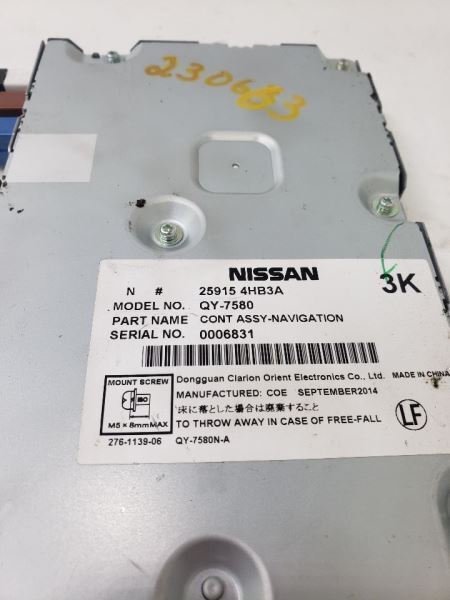 230683
NISSAN
3K
N # 25915 4HB3A
MODEL NO. QY-7580
PART NAME CONT ASSY-NAVIGATION
SERIAL NO. 0006831
MOUNT SCREW
ISO
M5×8mmMAX
Dongguan Clarion Orient Electronics Co., Ltd. MADE IN CHINA
MANUFACTURED: COE SEPTEMBER2014
床に落とした場合は廃棄すること
TO THROW AWAY IN CASE OF FREE-FALL
LF
276-1139-06 QY-7580N-A